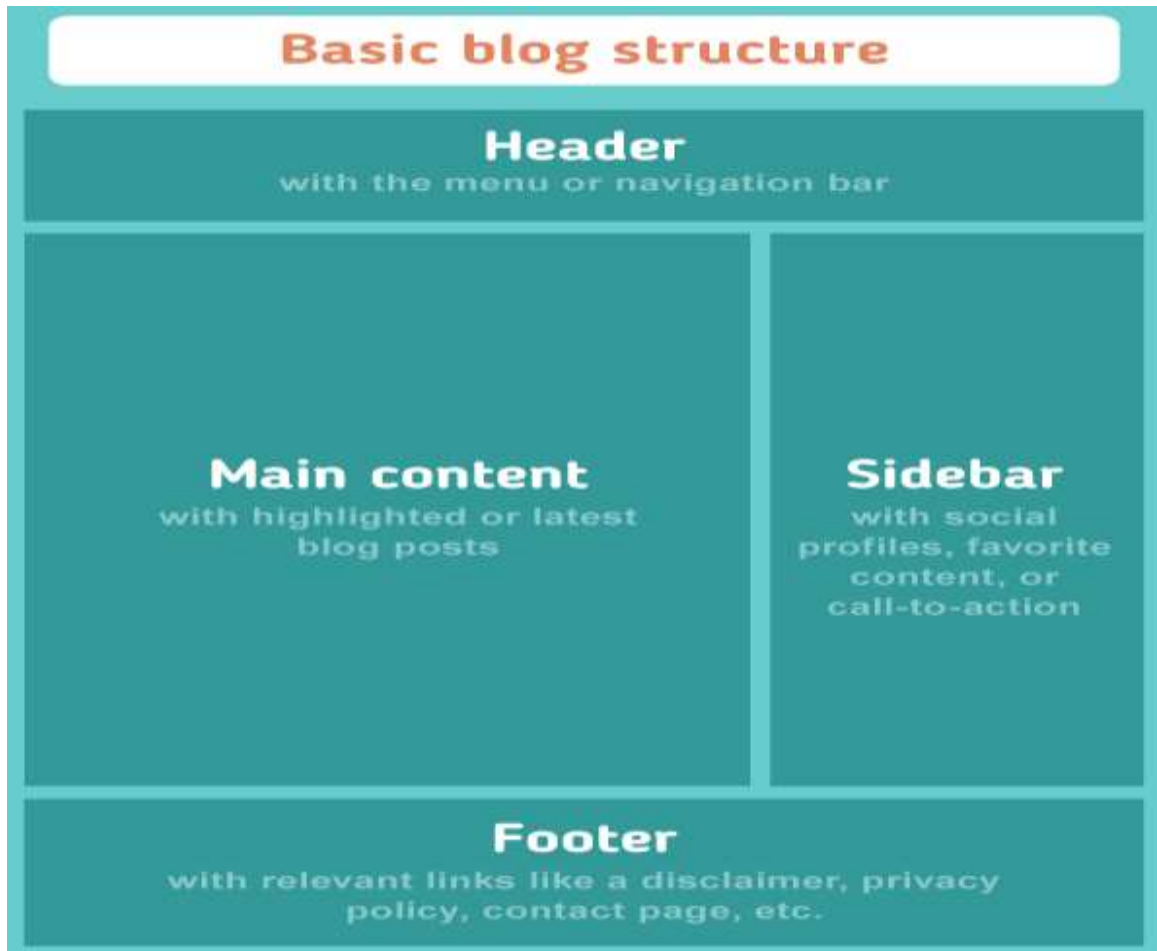 Basic blog structure
Header
with the menu or navigation bar
Main content
with highlighted or latest
blog posts
Sidebar
with social
profiles, favorite
content, or
call-to-action
Footer
with relevant links like a disclaimer, privacy
policy, contact page, etc.